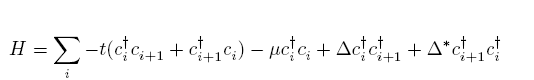 $H = \sum_{i} -t(c_i^\dagger c_{i+1} + c_{i+1}^\dagger c_i) - \mu c_i^\dagger c_i + \Delta c_i^\dagger c_{i+1}^\dagger + \Delta^* c_{i+1}^\dagger c_i^\dagger$